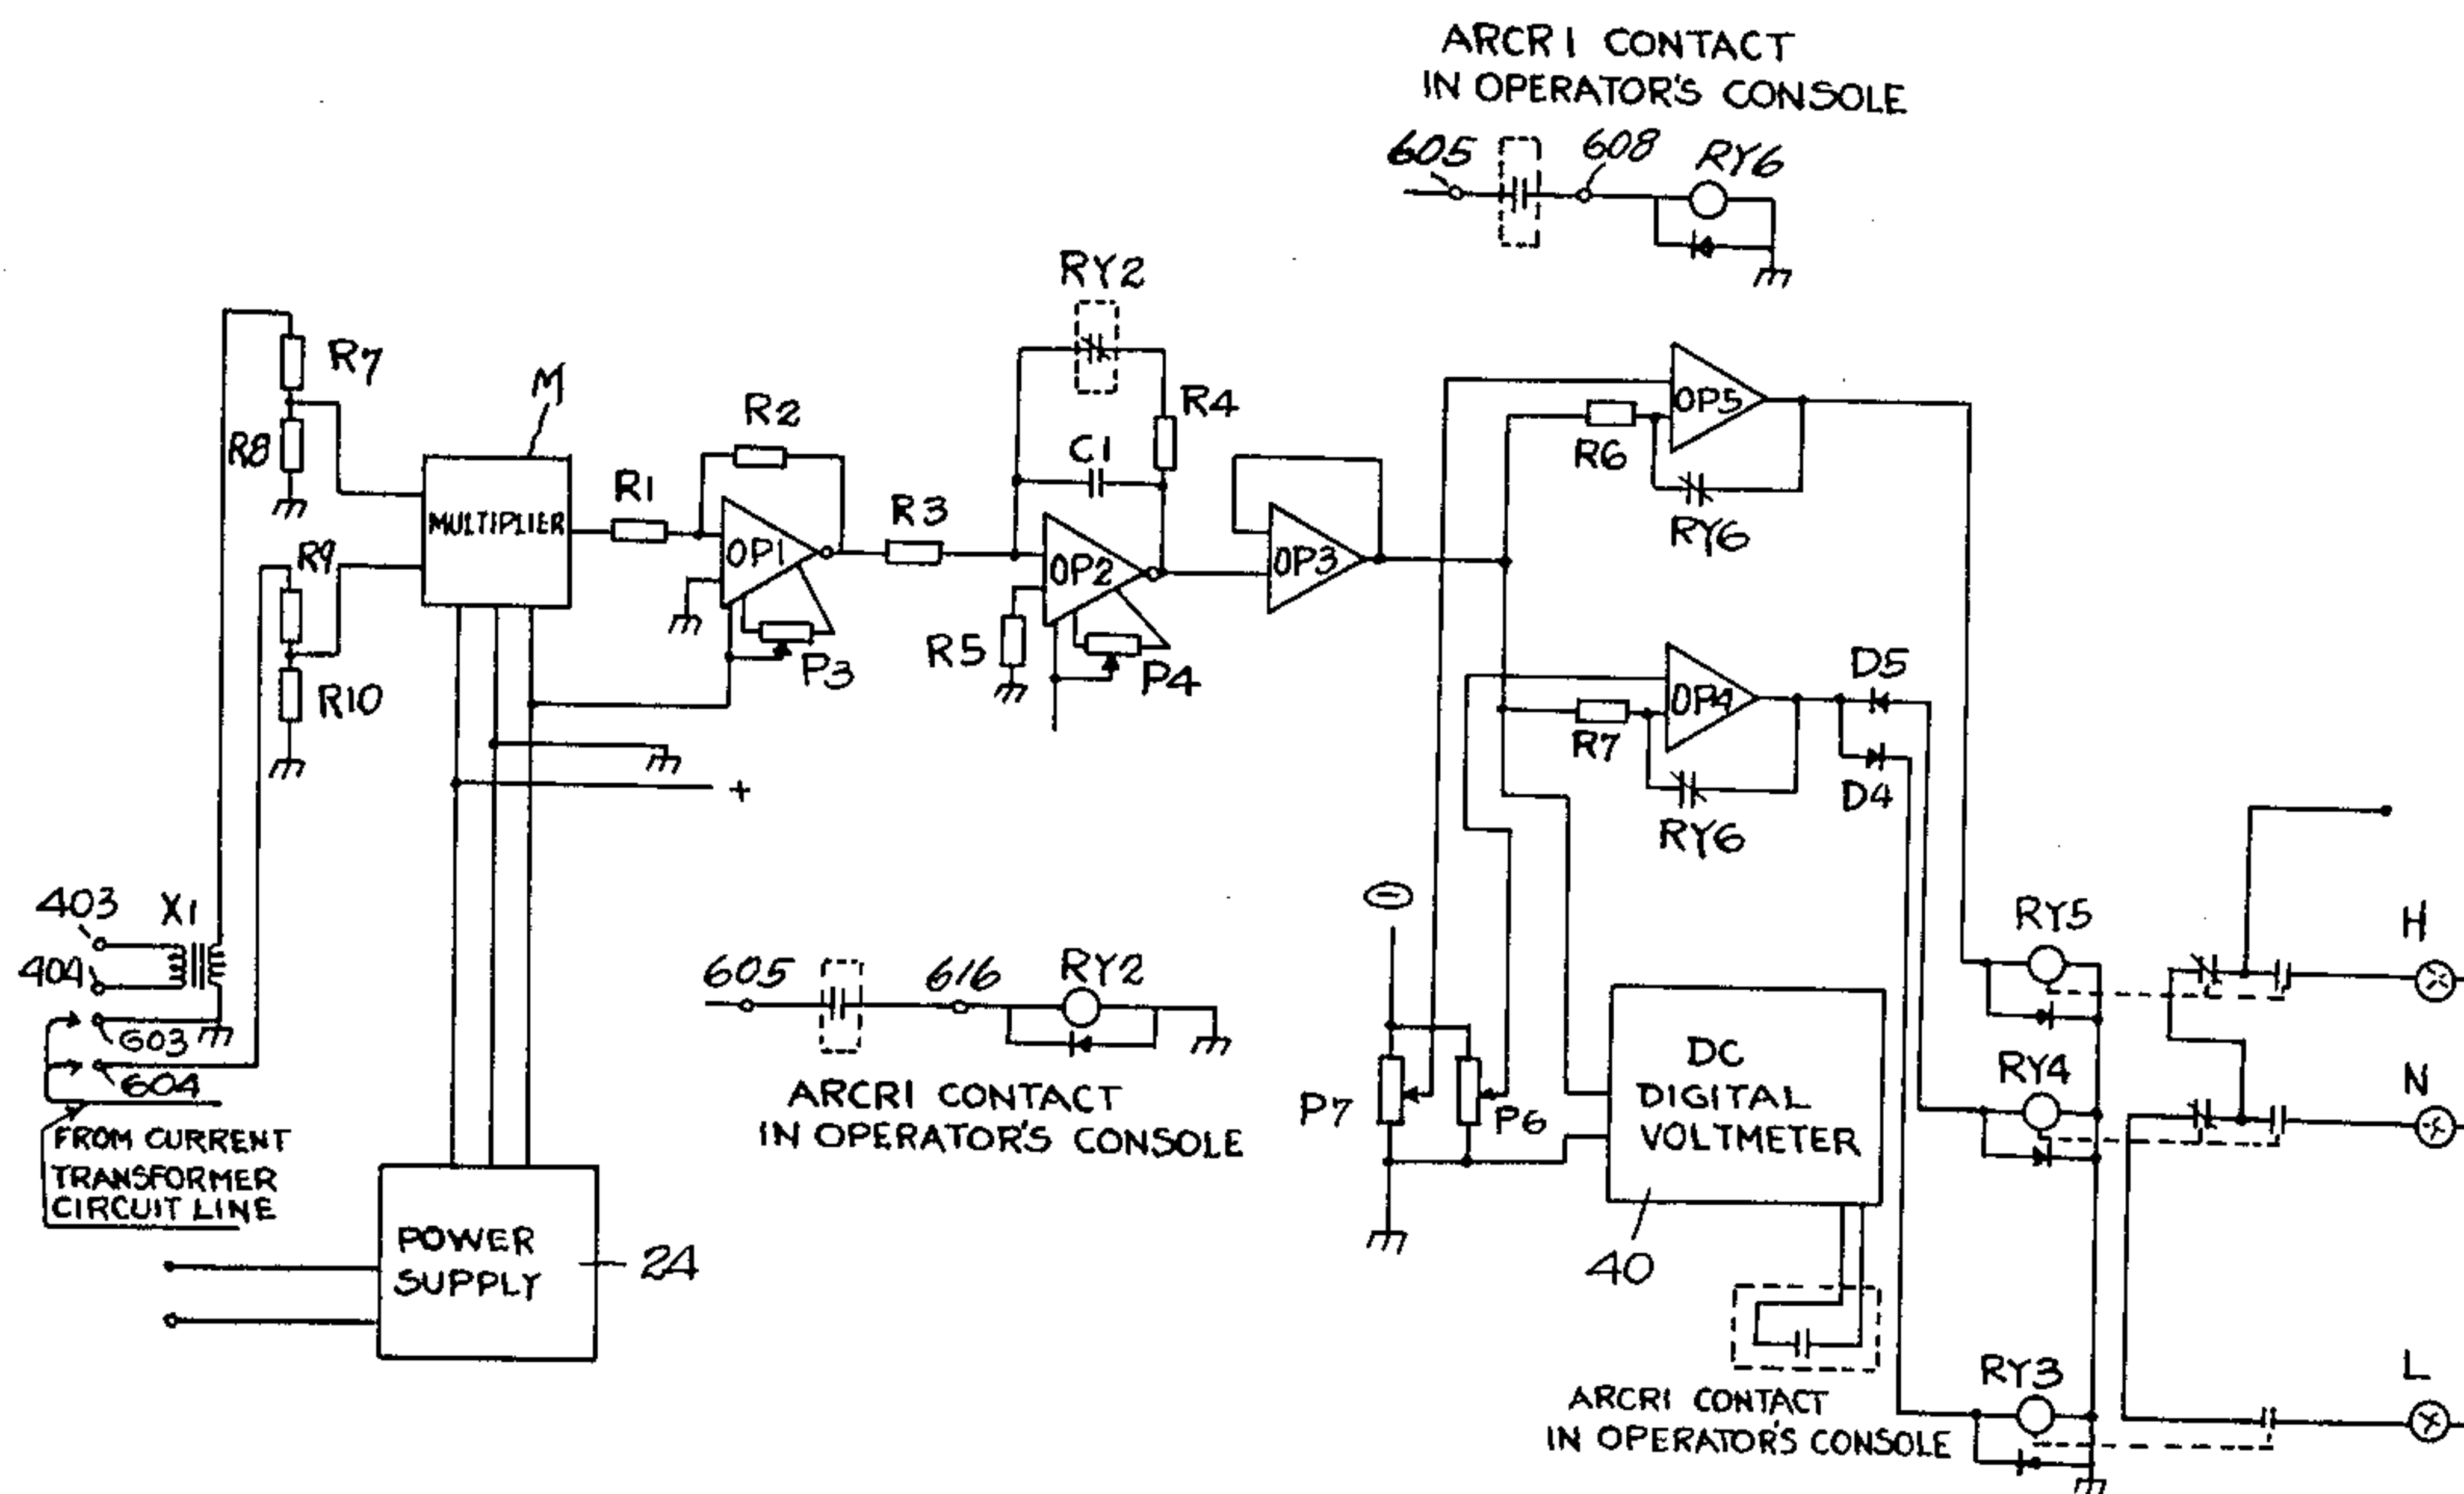 ARCR1 CONTACT
IN OPERATOR'S CONSOLE
605
608
RY6
RY2
R7
M
R2
R4
C1
R8
MULTIPLIER
R1
R3
OP5
R6
RY6
R9
OP1
OP2
OP3
R10
P3
R5
P4
OP4
D5
R7
D4
RY6
+
-
403
X1
404
603
604
FROM CURRENT
TRANSFORMER
CIRCUIT LINE
605
616
RY2
ARCR1 CONTACT
IN OPERATOR'S CONSOLE
P7
P6
DC
DIGITAL
VOLTMETER
40
POWER
SUPPLY
24
RY5
H
RY4
N
RY3
L
ARCR1 CONTACT
IN OPERATOR'S CONSOLE